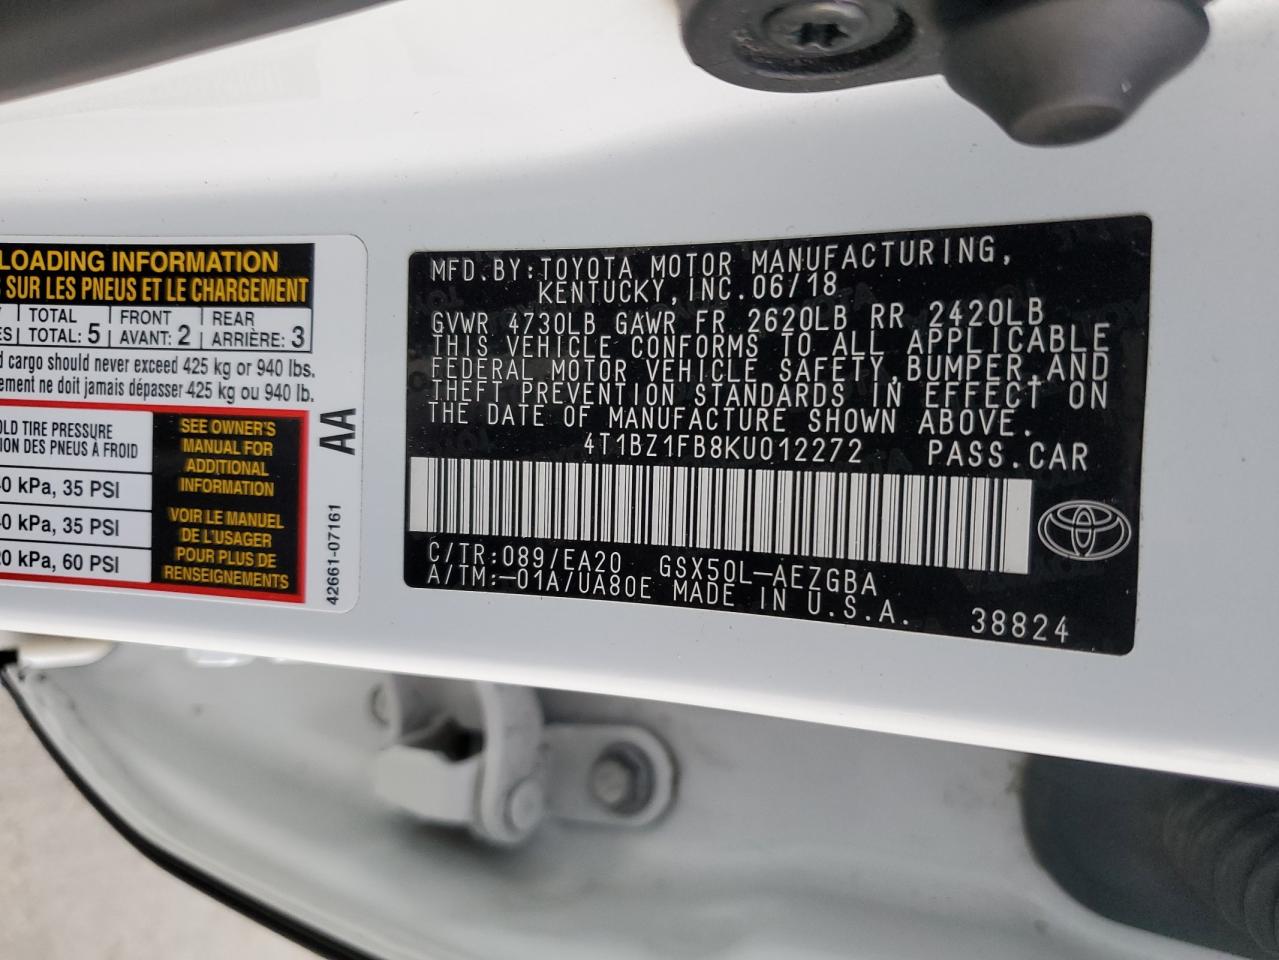 LOADING INFORMATION
SUR LES PNEUS ET LE CHARGEMENT
TOTAL FRONT REAR
TOTAL: 5 AVANT: 2 ARRIÈRE: 3
cargo should never exceed 425 kg or 940 lbs.
ne doit jamais dépasser 425 kg ou 940 lb.
TIRE PRESSURE
DES PNEUS À FROID
kPa, 35 PSI
kPa, 35 PSI
kPa, 60 PSI
SEE OWNER'S
MANUAL FOR
ADDITIONAL
INFORMATION
VOIR LE MANUEL
DE L'USAGER
POUR PLUS DE
RENSEIGNEMENTS
AA
42661-07161
MFD.BY:TOYOTA MOTOR MANUFACTURING,
KENTUCKY,INC.06/18
GVWR 4730LB GAWR FR 2620LB RR 2420LB
THIS VEHICLE CONFORMS TO ALL APPLICABLE
FEDERAL MOTOR VEHICLE SAFETY,BUMPER,AND
THEFT PREVENTION STANDARDS IN EFFECT ON
THE DATE OF MANUFACTURE SHOWN ABOVE.
4T1BZ1FB8KU012272 PASS.CAR
C/TR:089/EA20 GSX50L-AEZGBA
A/TM:-01A/UA80E MADE IN U.S.A. 38824